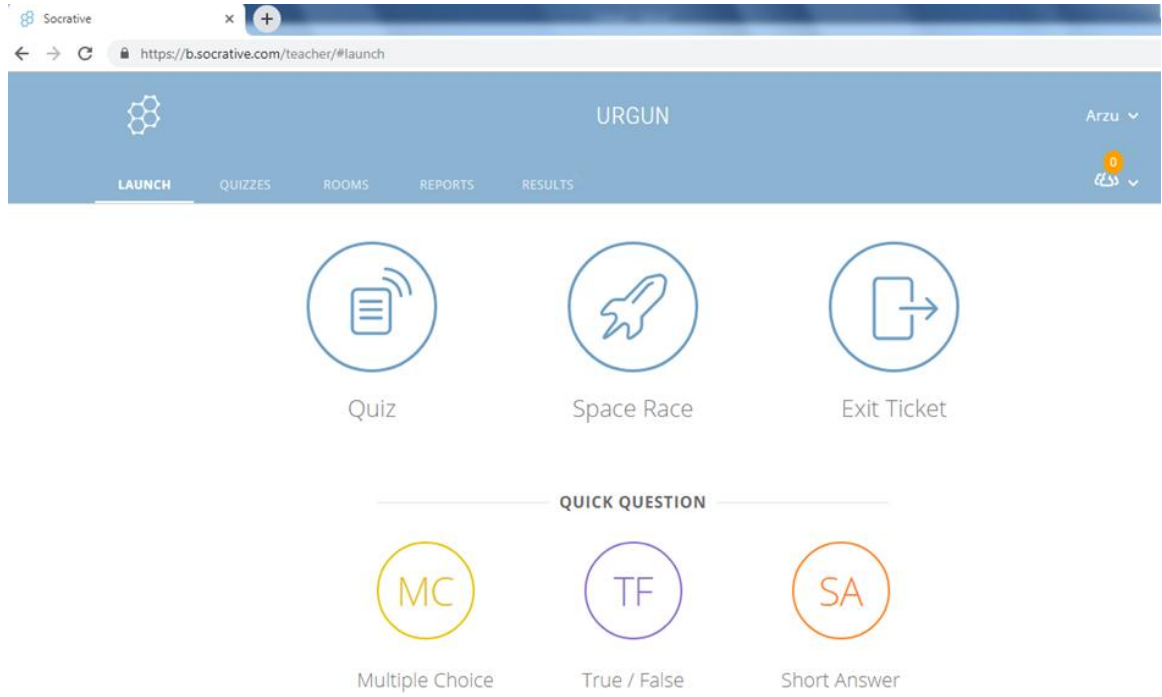 Socrative
https://b.socrative.com/teacher/#launch
URGUN
Arzu
0
LAUNCH QUIZZES ROOMS REPORTS RESULTS
Quiz Space Race Exit Ticket
QUICK QUESTION
MC TF SA
Multiple Choice True / False Short Answer